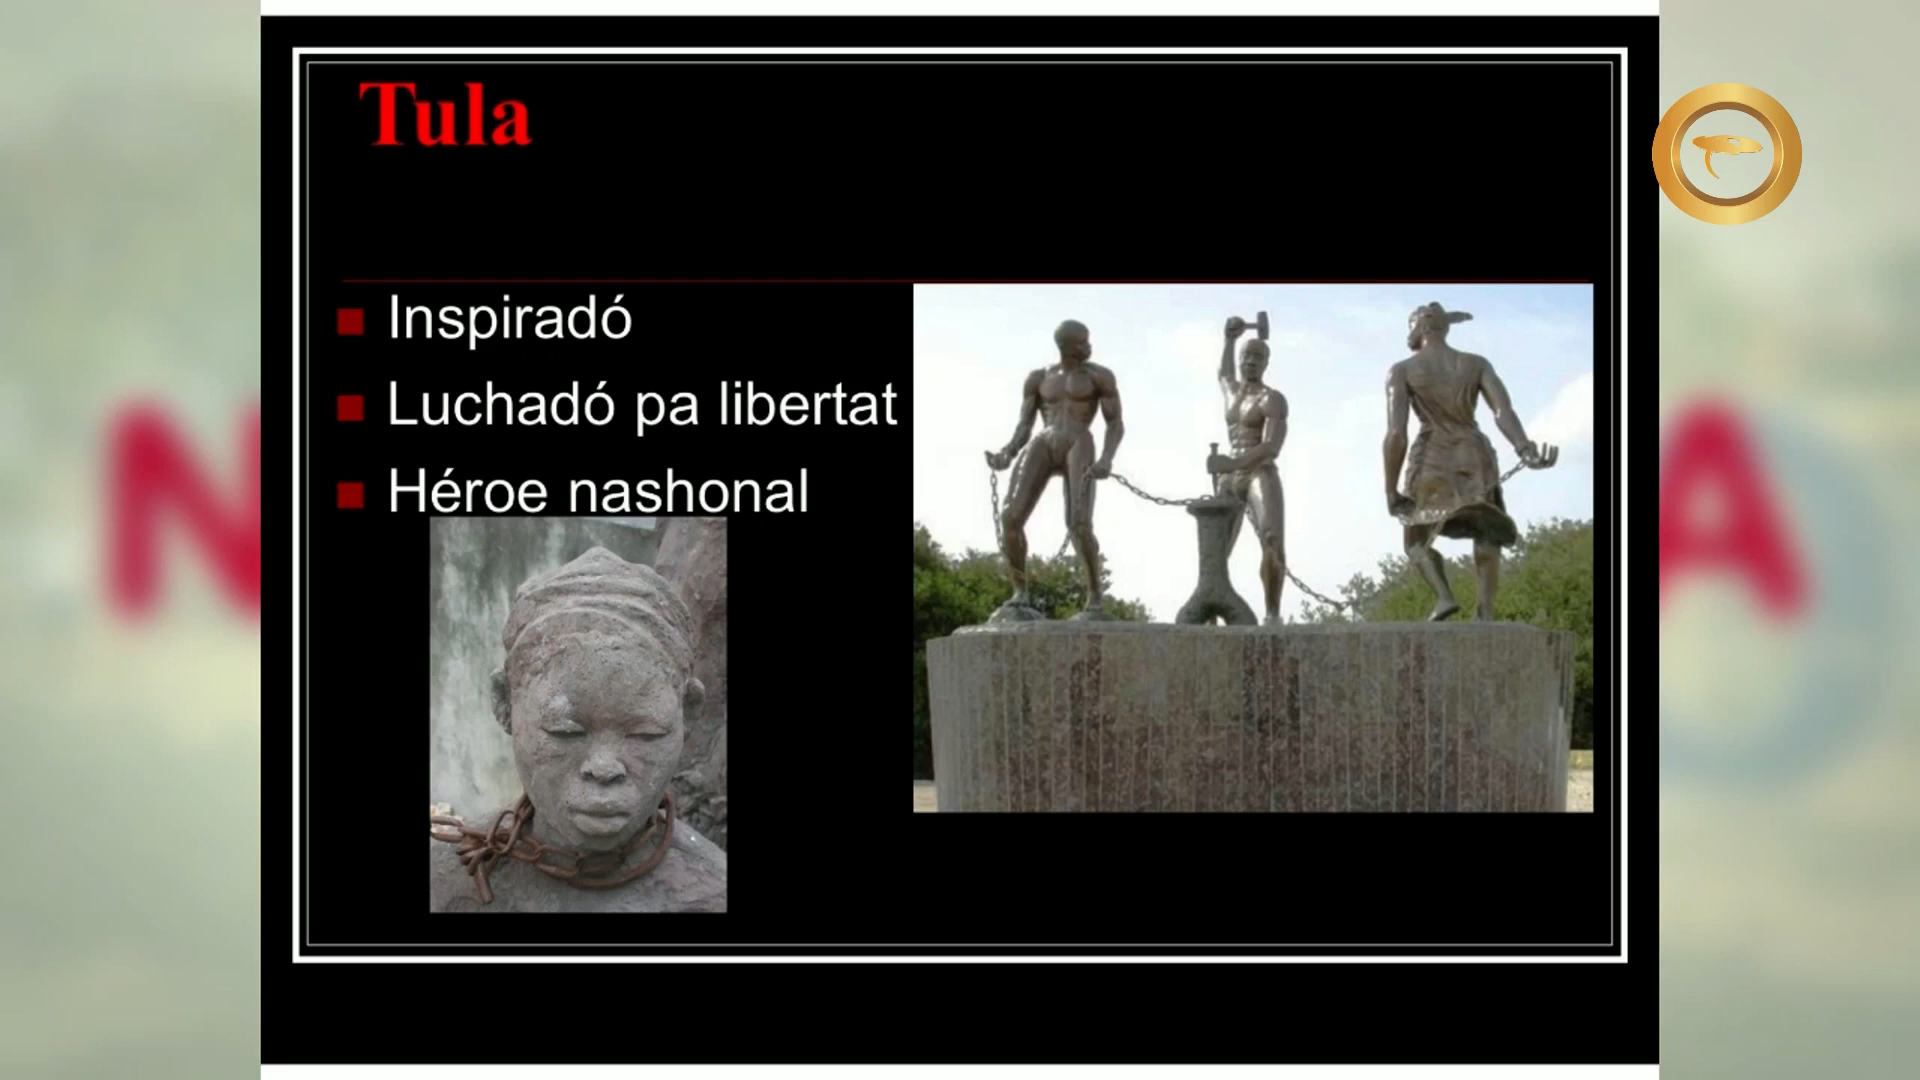 Tula
Inspiradó
Luchadó pa libertat
Héroe nashonal
N
A